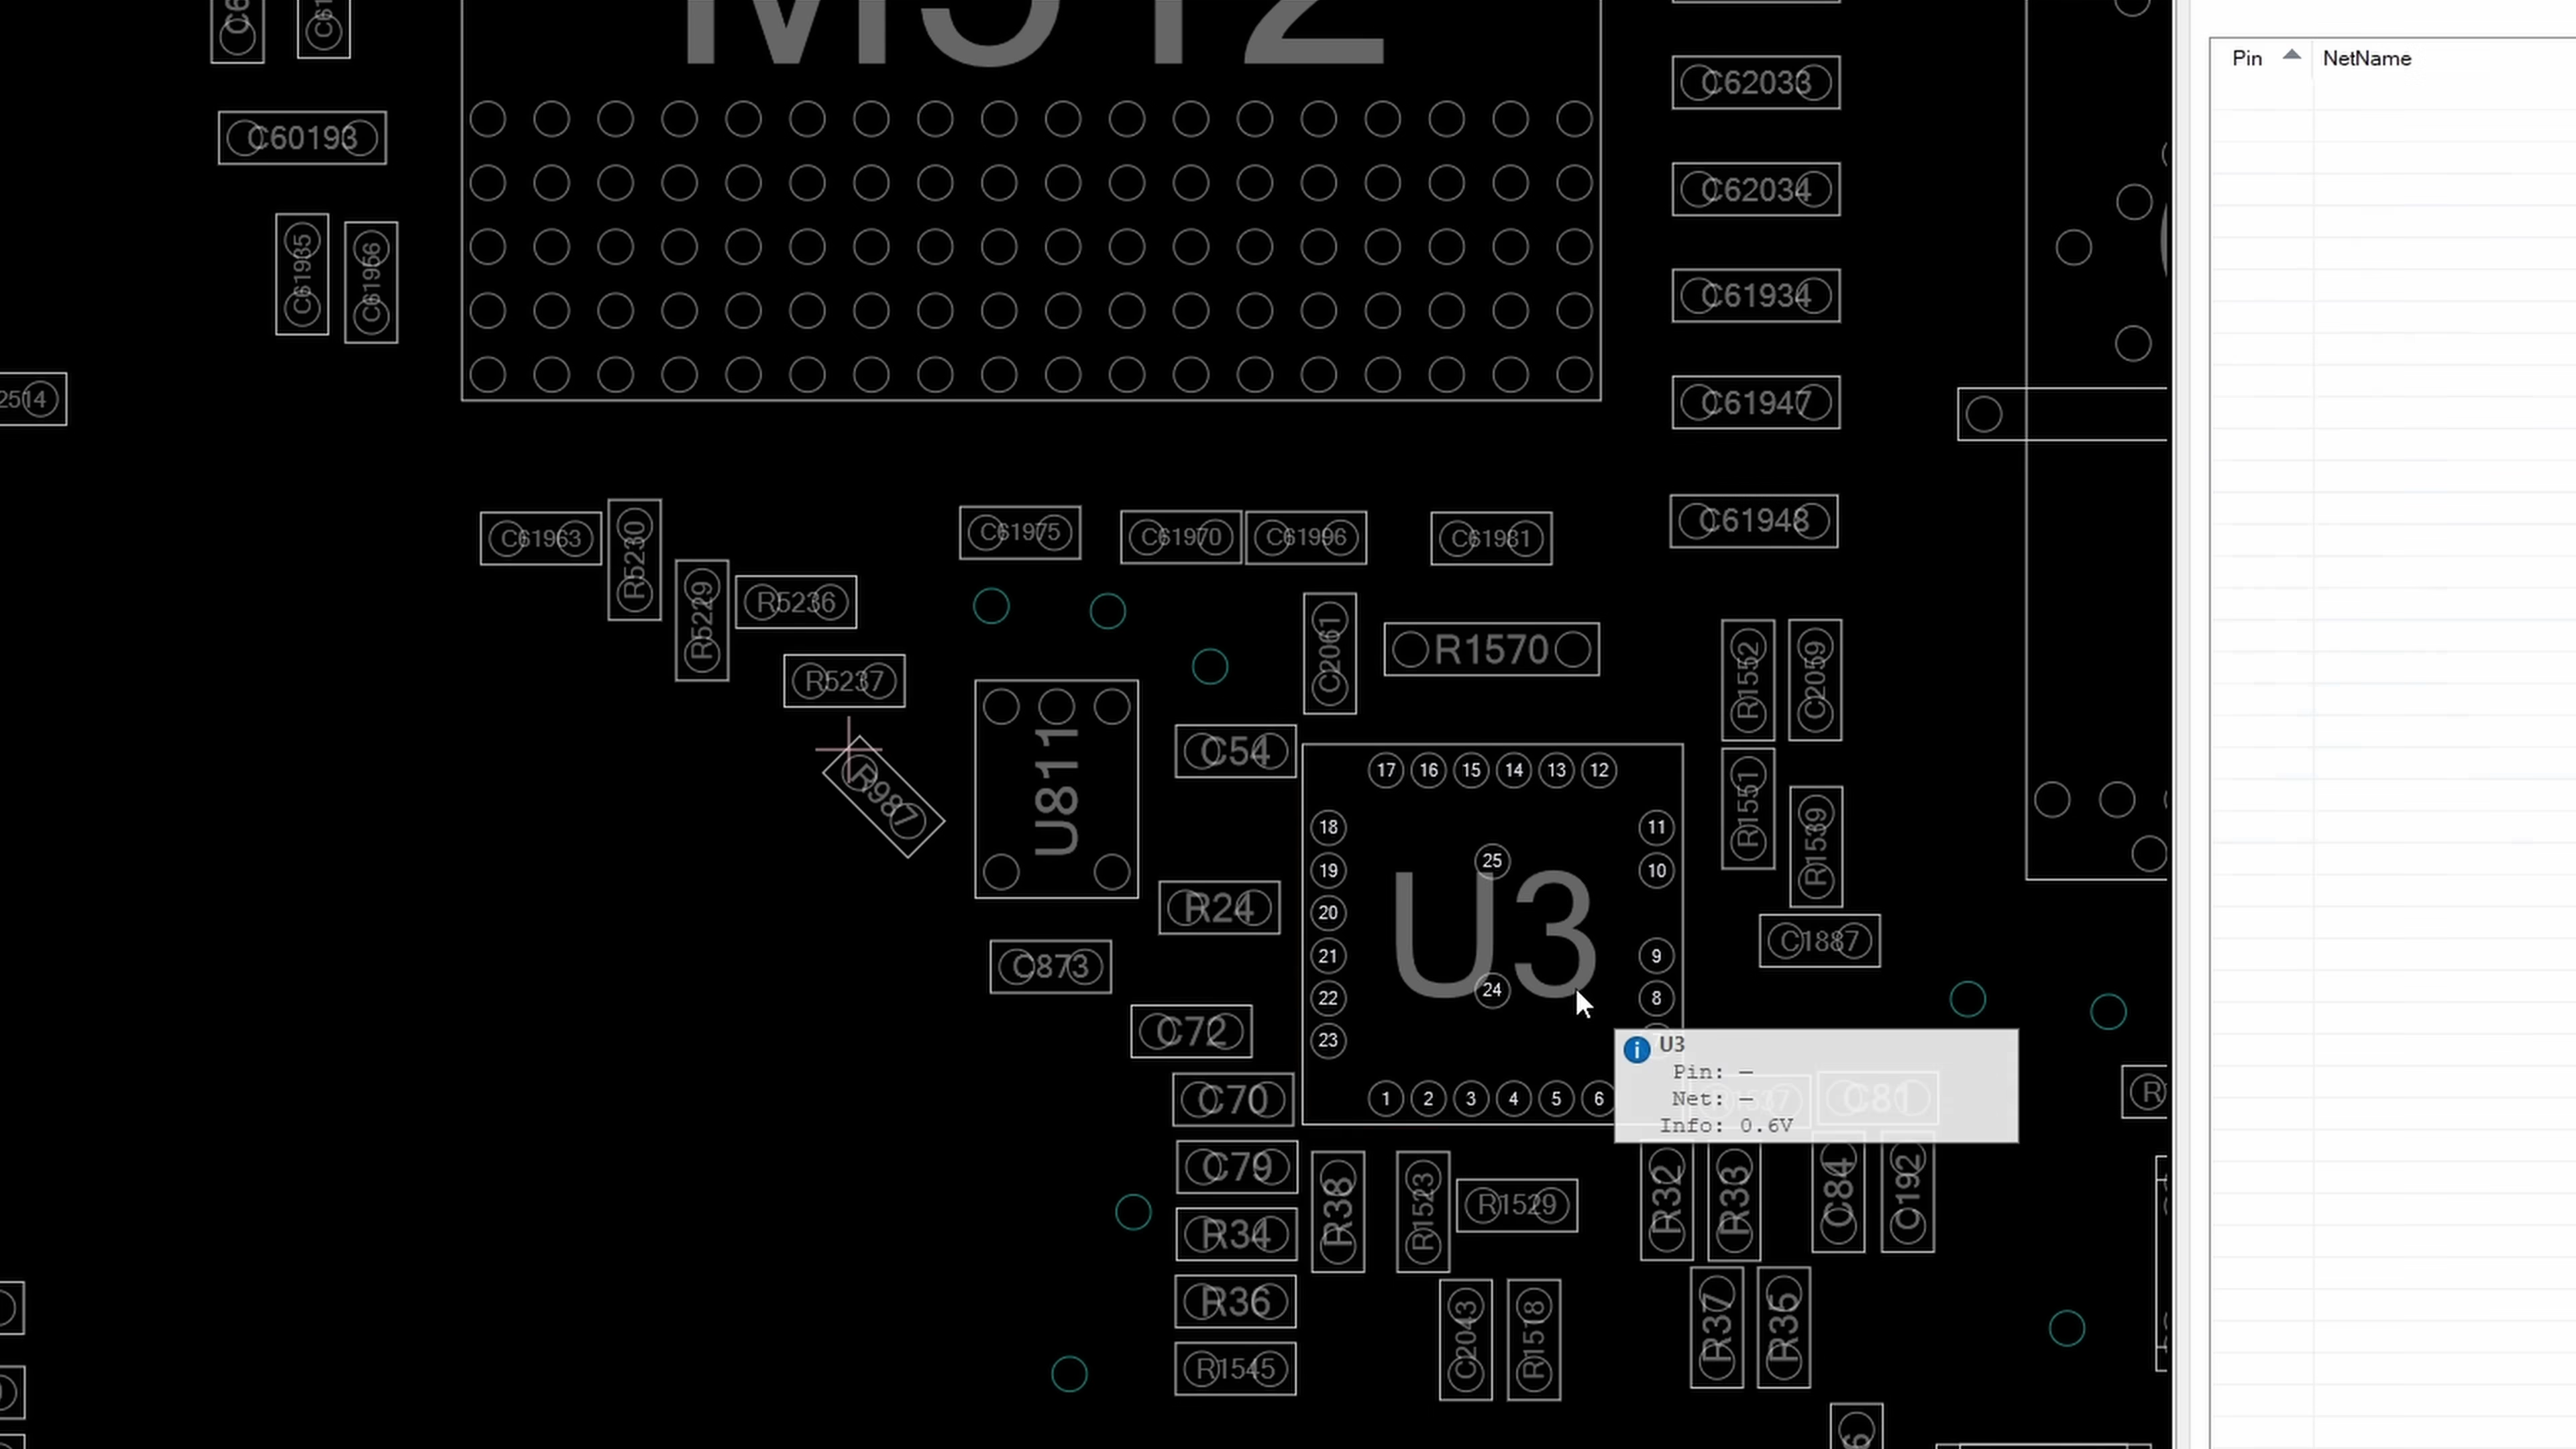 M512
Pin NetName
C62033
C60193
C62034
C61935
C61956
C61934
2514
C61947
C61948
C61963
R5230
C61975
C61970
C61996
C61981
R5229
R5236
C2061
R1570
R1552
C2059
R5237
U811
C54
17 16 15 14 13 12
R987
R1551
R1539
18
11
19
25
10
R24
20
U3
C1887
C873
21
9
22
24
8
C72
23
U3
Pin: —
Net: —
Info: 0.6V
C70
1 2 3 4 5 6
C81
R
C79
R38
R1523
R1529
R32
R33
C84
C192
R34
R36
C2043
R1518
R37
R35
R1545